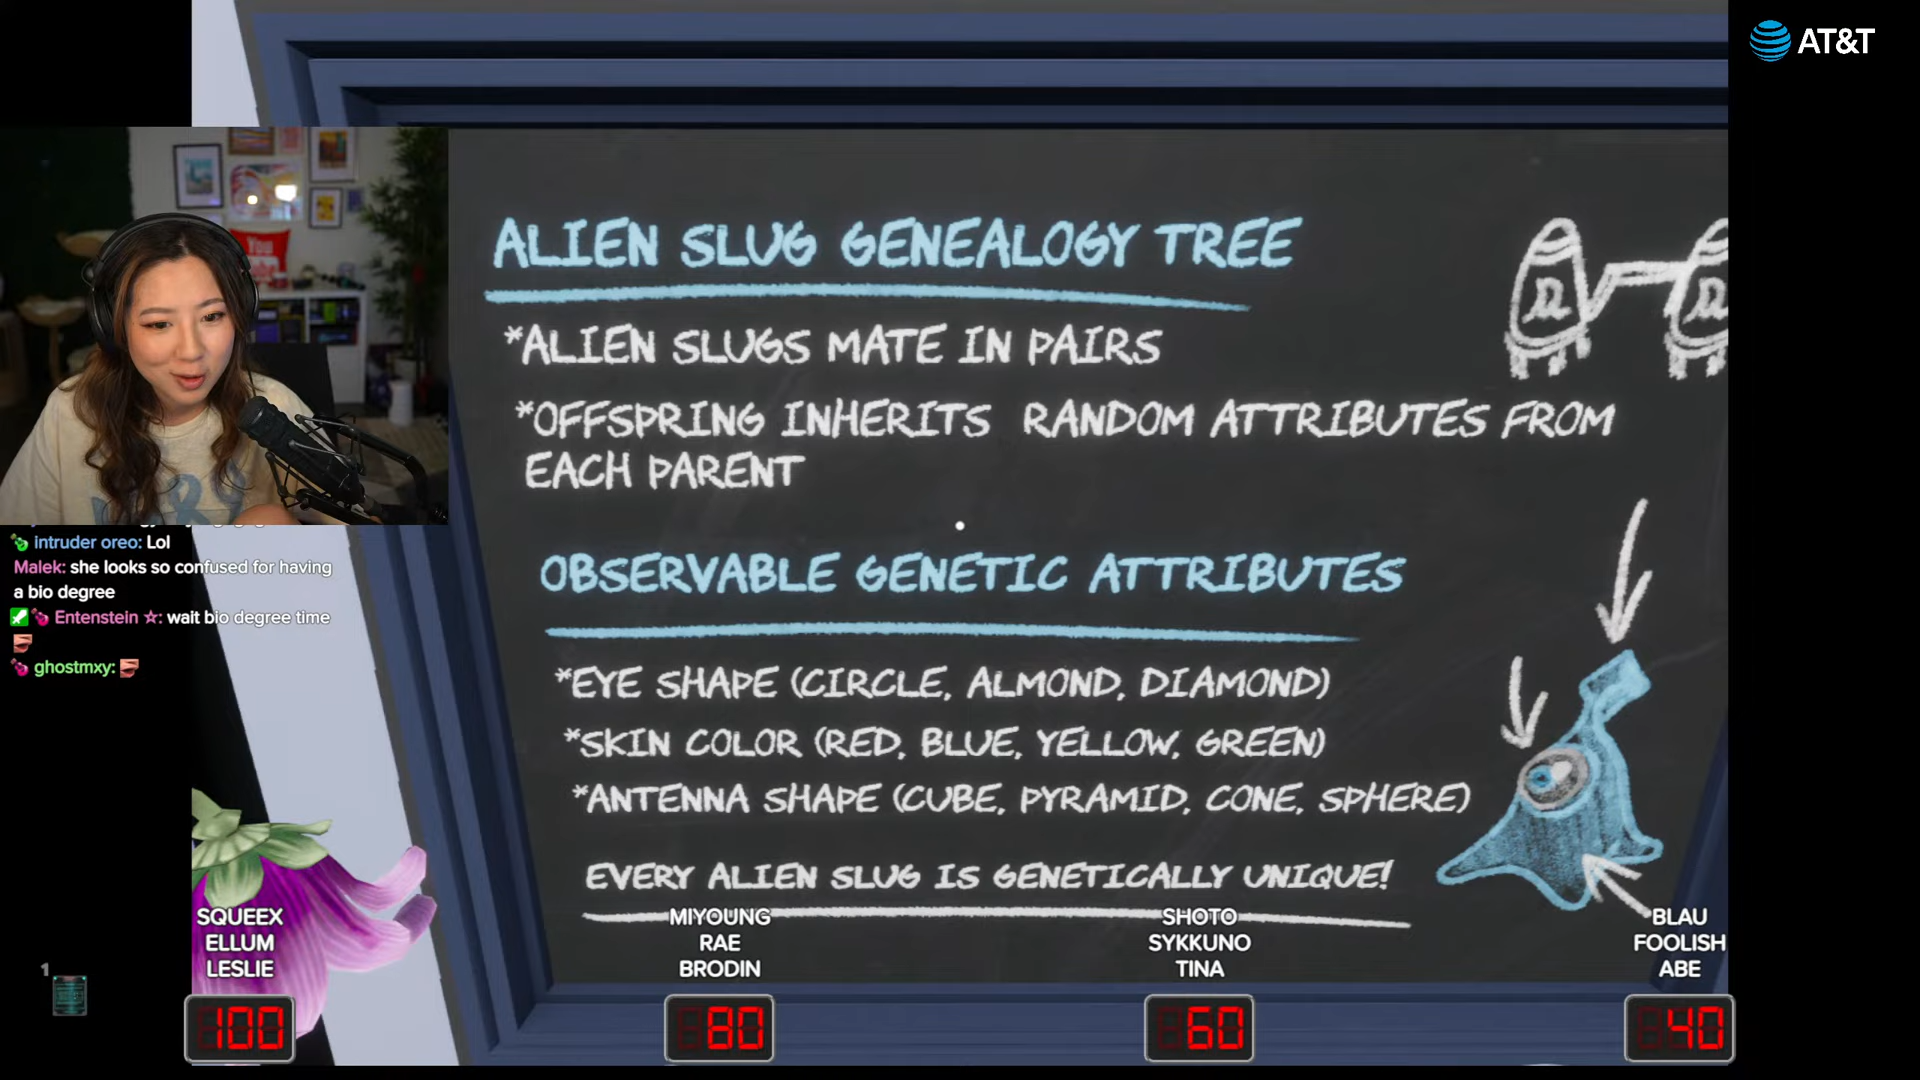 AT&T
ALIEN SLUG GENEALOGY TREE
*ALIEN SLUGS MATE IN PAIRS
*OFFSPRING INHERITS RANDOM ATTRIBUTES FROM
EACH PARENT
OBSERVABLE GENETIC ATTRIBUTES
*EYE SHAPE (CIRCLE, ALMOND, DIAMOND)
*SKIN COLOR (RED, BLUE, YELLOW, GREEN)
*ANTENNA SHAPE (CUBE, PYRAMID, CONE, SPHERE)
EVERY ALIEN SLUG IS GENETICALLY UNIQUE!
intruder oreo: Lol
Malek: she looks so confused for having
a bio degree
Entenstein ☆: wait bio degree time
ghostmxy:
SQUEEX
ELLUM
LESLIE
100
MIYOUNG
RAE
BRODIN
80
SHOTO
SYKKUNO
TINA
60
BLAU
FOOLISH
ABE
40
1